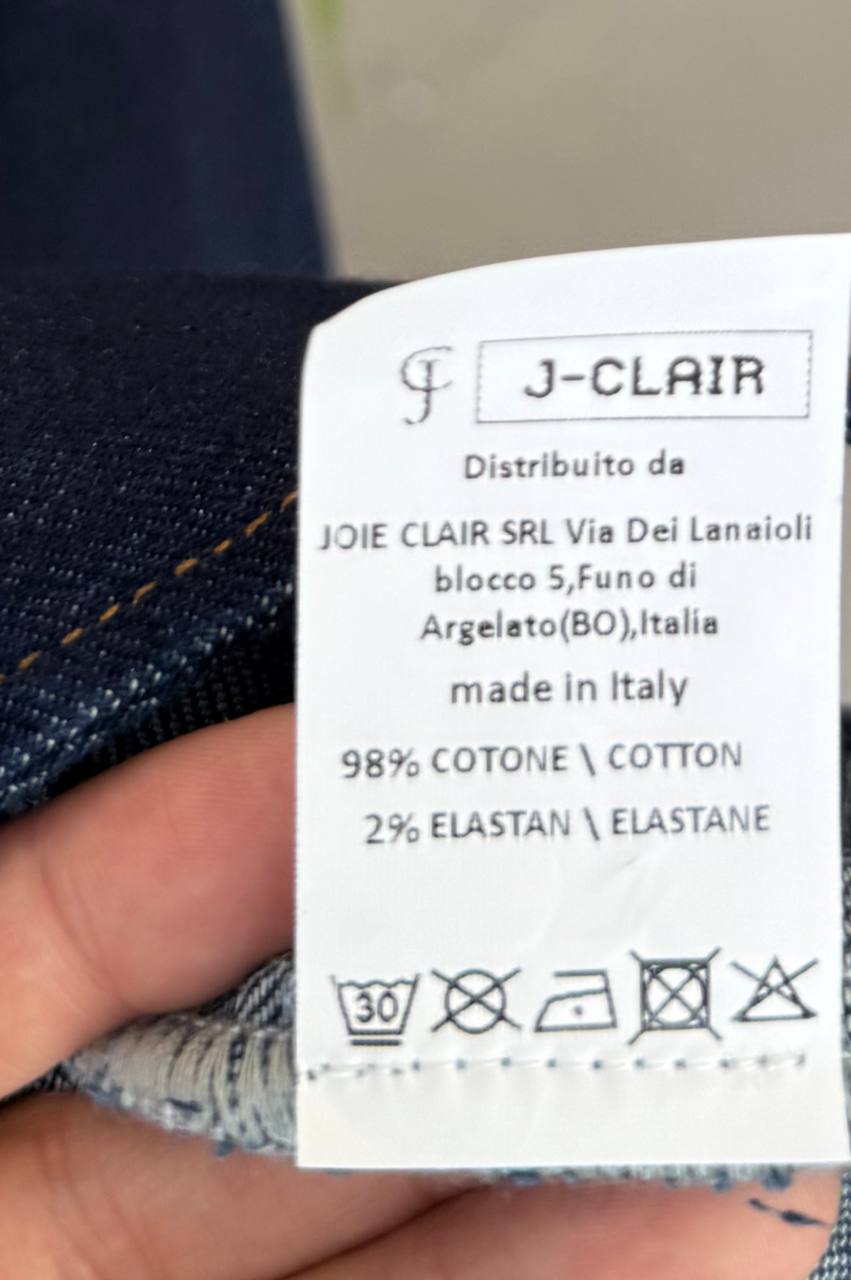 J-CLAIR
Distribuito da
JOIE CLAIR SRL Via Dei Lanaioli
blocco 5,Funo di
Argelato(BO),Italia
made in Italy
98% COTONE \ COTTON
2% ELASTAN \ ELASTANE
30